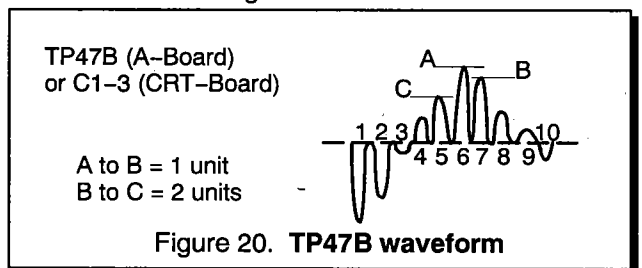 TP47B (A–Board)
or C1–3 (CRT–Board)
A to B = 1 unit
B to C = 2 units
A
B
C
1 2 3 4 5 6 7 8 9 10
Figure 20. TP47B waveform